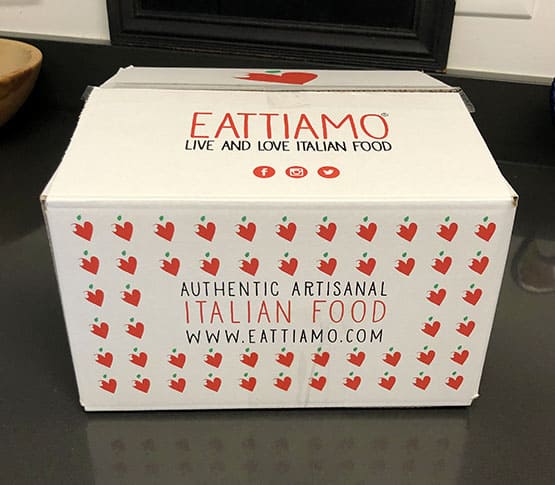 EATTIAMO®
LIVE AND LOVE ITALIAN FOOD
AUTHENTIC ARTISANAL
ITALIAN FOOD
WWW.EATTIAMO.COM